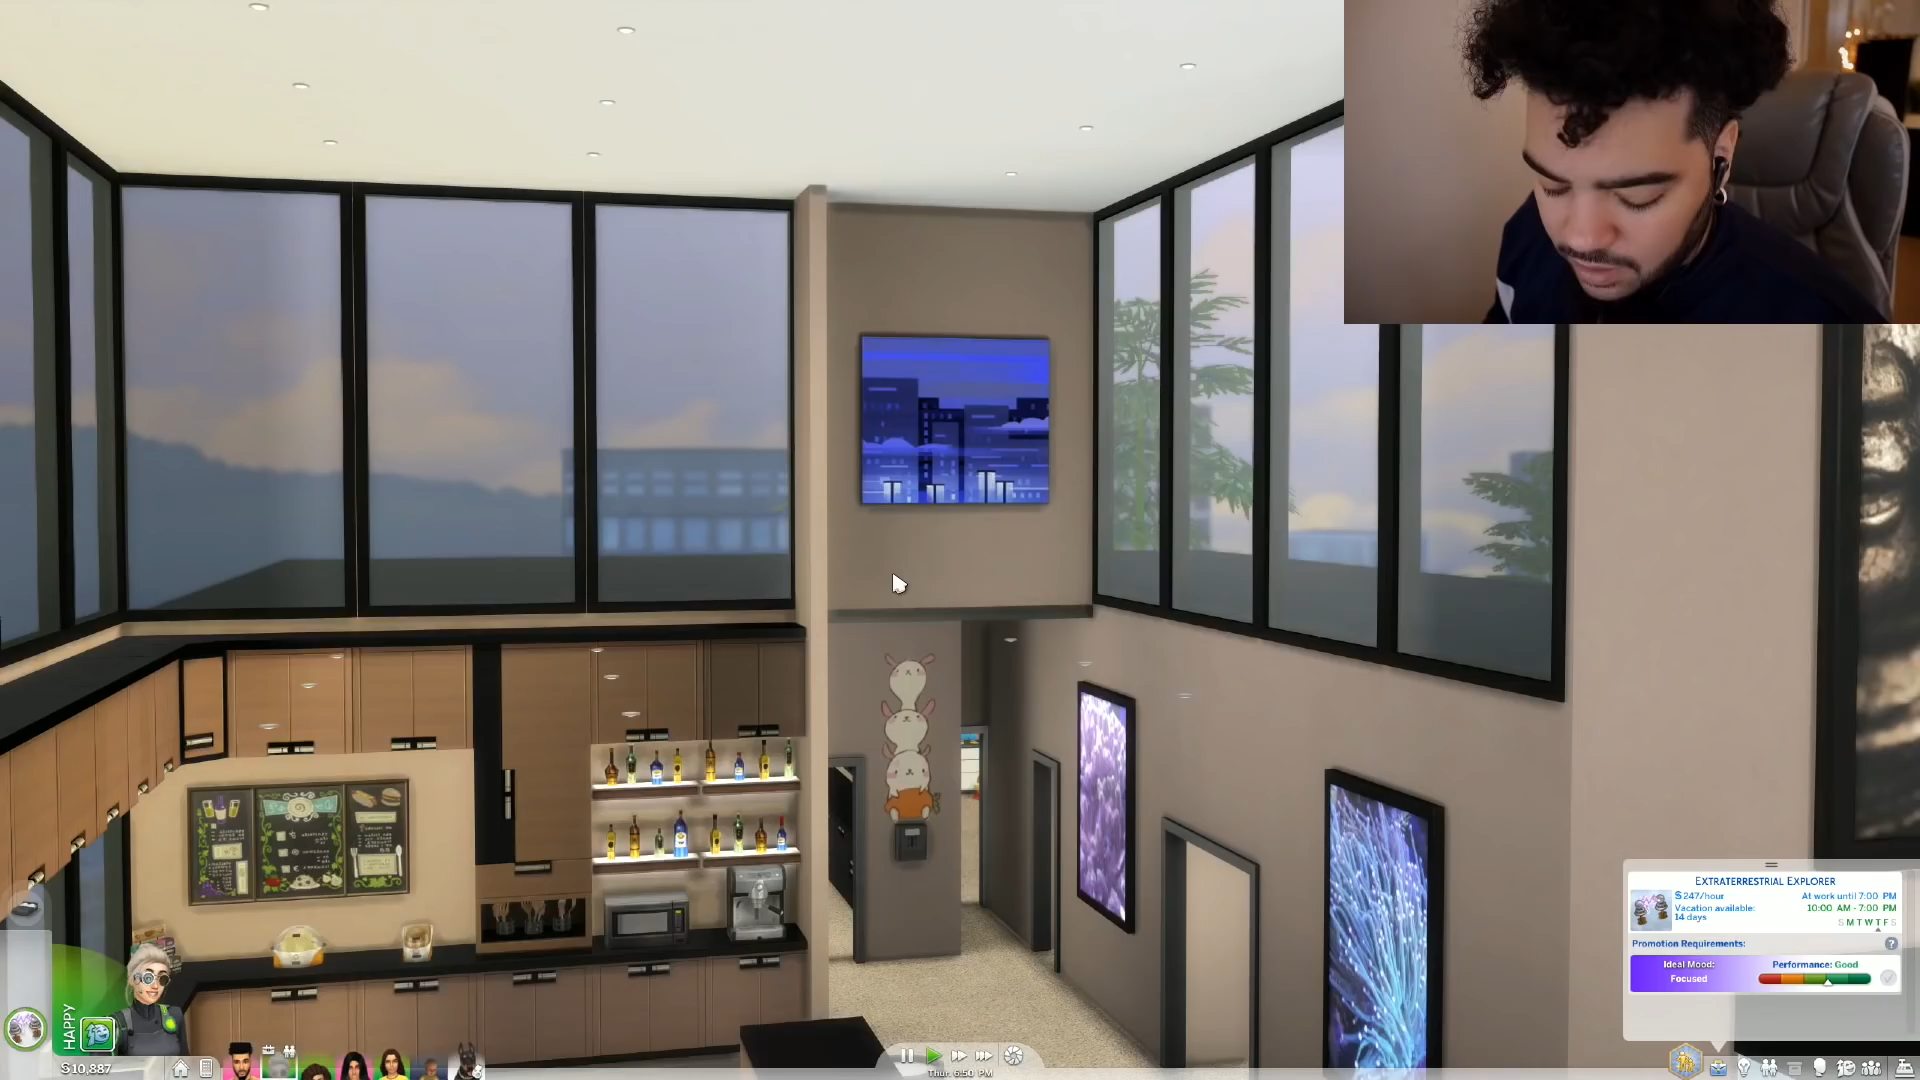 EXTRATERRESTRIAL EXPLORER
$247/hour
At work until 7:00 PM
Vacation available:
14 days
10:00 AM - 7:00 PM
S M T W T F S
Promotion Requirements:
?
Ideal Mood:
Focused
Performance: Good
HAPPY
$10,887
Thur. 6:50 PM